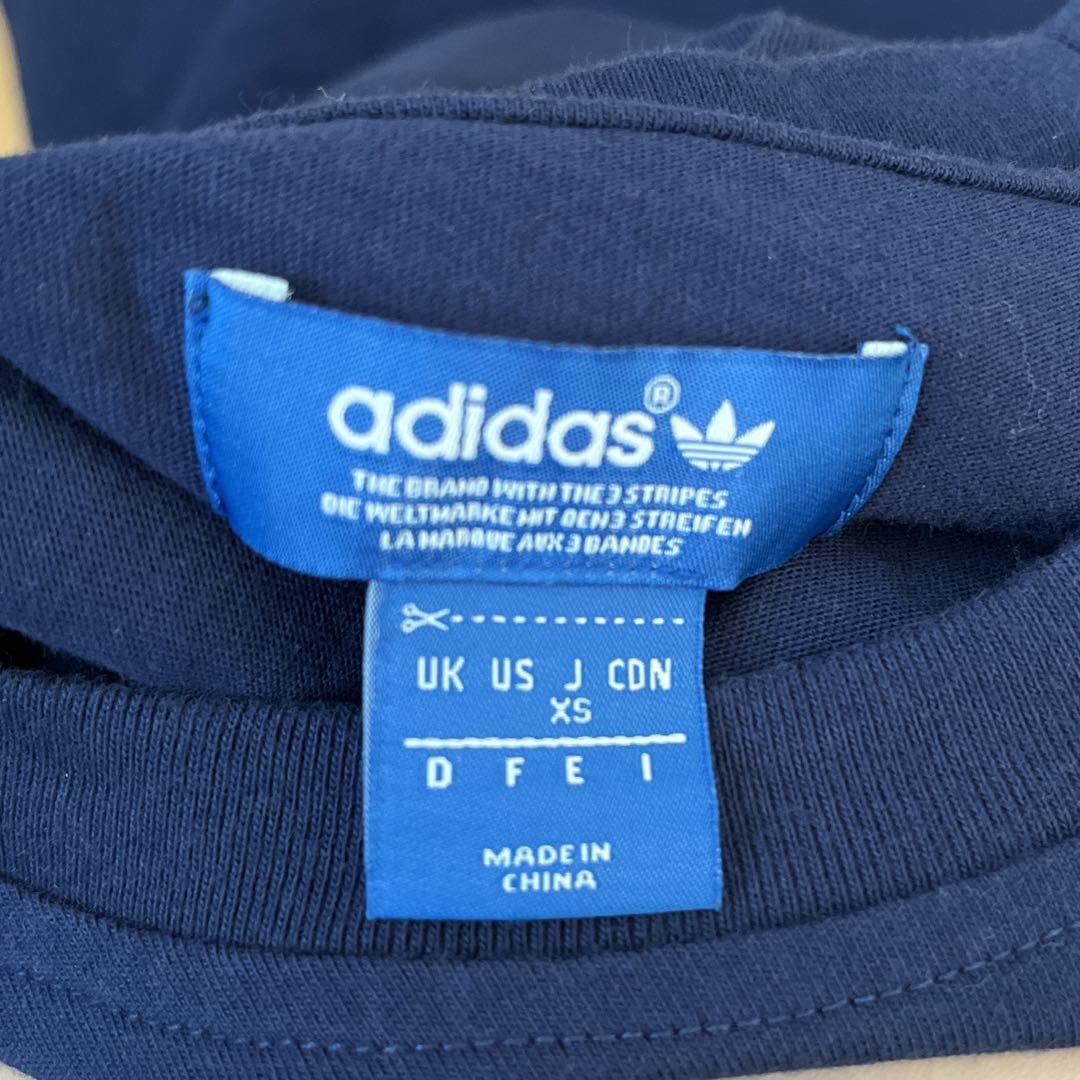 adidas®
THE BRAND WITH THE 3 STRIPES
DIE WELTMARKE MIT DEN 3 STREIFEN
LA MARQUE AUX 3 BANDES
UK US J CDN
XS
D F E I
MADE IN
CHINA